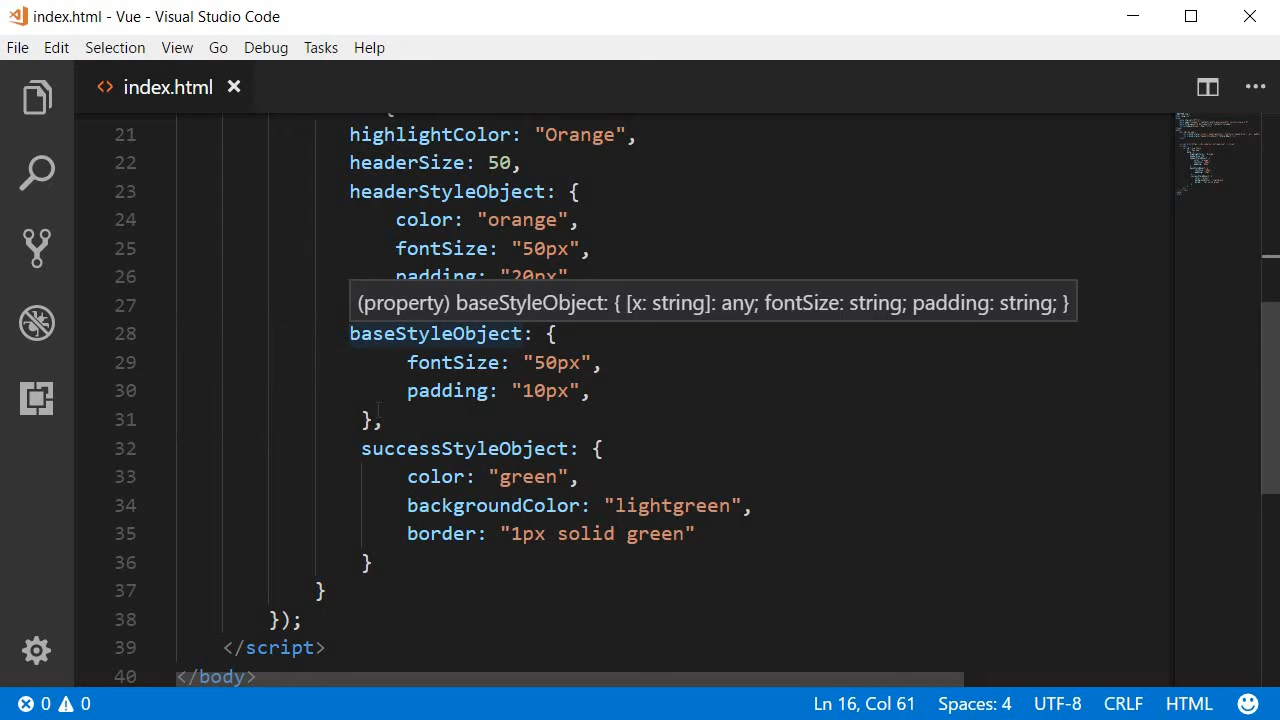 index.html - Vue - Visual Studio Code
File Edit Selection View Go Debug Tasks Help
index.html
21 highlightColor: "Orange",
22 headerSize: 50,
23 headerStyleObject: {
24 color: "orange",
25 fontSize: "50px",
26 padding: "20px"
27
(property) baseStyleObject: { [x: string]: any; fontSize: string; padding: string; }
28 baseStyleObject: {
29 fontSize: "50px",
30 padding: "10px",
31 },
32 successStyleObject: {
33 color: "green",
34 backgroundColor: "lightgreen",
35 border: "1px solid green"
36 }
37 }
38 });
39 </script>
40 </body>
0 0 Ln 16, Col 61 Spaces: 4 UTF-8 CRLF HTML